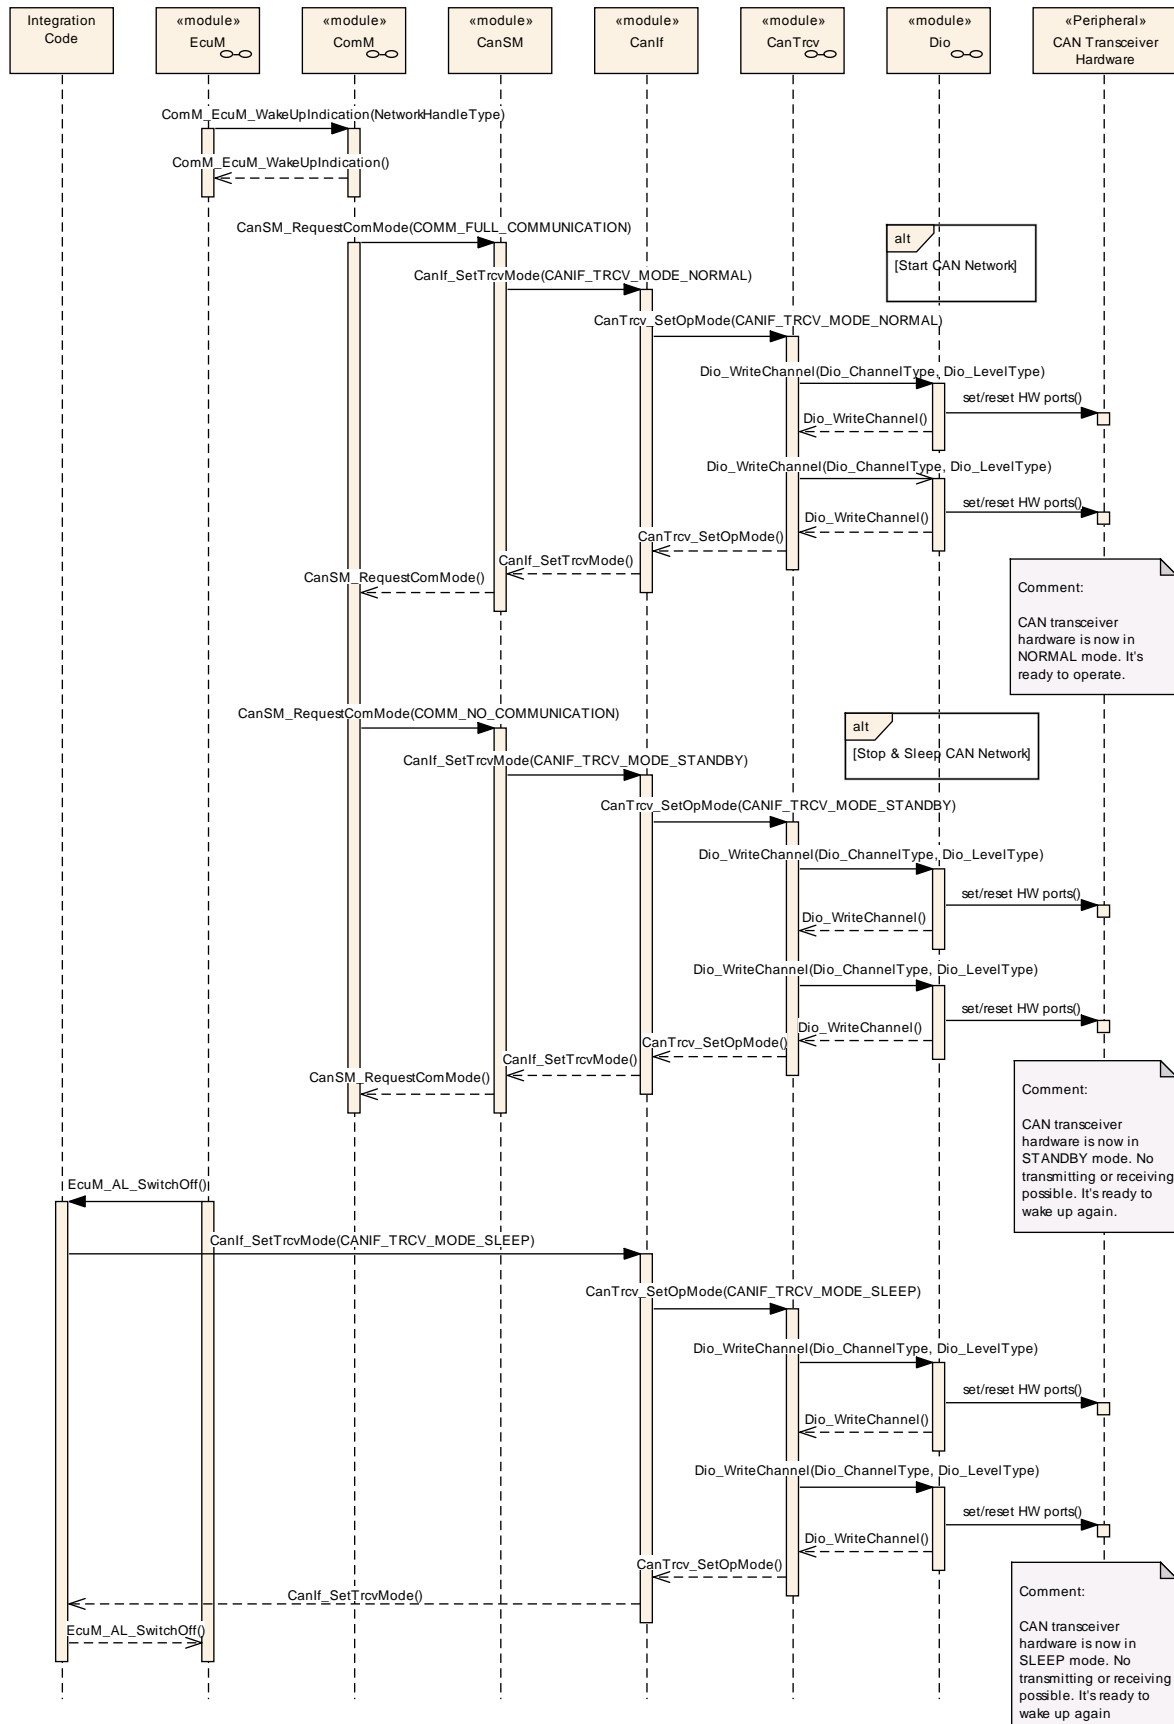 Integration
Code
«module»
EcuM
«module»
ComM
«module»
CanSM
«module»
CanIf
«module»
CanTrcv
«module»
Dio
«Peripheral»
CAN Transceiver
Hardware
ComM_EcuM_WakeUpIndication(NetworkHandleType)
ComM_EcuM_WakeUpIndication()
CanSM_RequestComMode(COMM_FULL_COMMUNICATION)
alt
[Start CAN Network]
CanIf_SetTrcvMode(CANIF_TRCV_MODE_NORMAL)
CanTrcv_SetOpMode(CANIF_TRCV_MODE_NORMAL)
Dio_WriteChannel(Dio_ChannelType, Dio_LevelType)
set/reset HW ports()
Dio_WriteChannel()
Dio_WriteChannel(Dio_ChannelType, Dio_LevelType)
set/reset HW ports()
Dio_WriteChannel()
CanTrcv_SetOpMode()
CanIf_SetTrcvMode()
CanSM_RequestComMode()
Comment:
CAN transceiver
hardware is now in
NORMAL mode. It's
ready to operate.
CanSM_RequestComMode(COMM_NO_COMMUNICATION)
alt
[Stop & Sleep CAN Network]
CanIf_SetTrcvMode(CANIF_TRCV_MODE_STANDBY)
CanTrcv_SetOpMode(CANIF_TRCV_MODE_STANDBY)
Dio_WriteChannel(Dio_ChannelType, Dio_LevelType)
set/reset HW ports()
Dio_WriteChannel()
Dio_WriteChannel(Dio_ChannelType, Dio_LevelType)
set/reset HW ports()
Dio_WriteChannel()
CanTrcv_SetOpMode()
CanIf_SetTrcvMode()
CanSM_RequestComMode()
Comment:
CAN transceiver
hardware is now in
STANDBY mode. No
transmitting or receiving
possible. It's ready to
wake up again.
EcuM_AL_SwitchOff()
CanIf_SetTrcvMode(CANIF_TRCV_MODE_SLEEP)
CanTrcv_SetOpMode(CANIF_TRCV_MODE_SLEEP)
Dio_WriteChannel(Dio_ChannelType, Dio_LevelType)
set/reset HW ports()
Dio_WriteChannel()
Dio_WriteChannel(Dio_ChannelType, Dio_LevelType)
set/reset HW ports()
Dio_WriteChannel()
CanTrcv_SetOpMode()
CanIf_SetTrcvMode()
EcuM_AL_SwitchOff()
Comment:
CAN transceiver
hardware is now in
SLEEP mode. No
transmitting or receiving
possible. It's ready to
wake up again